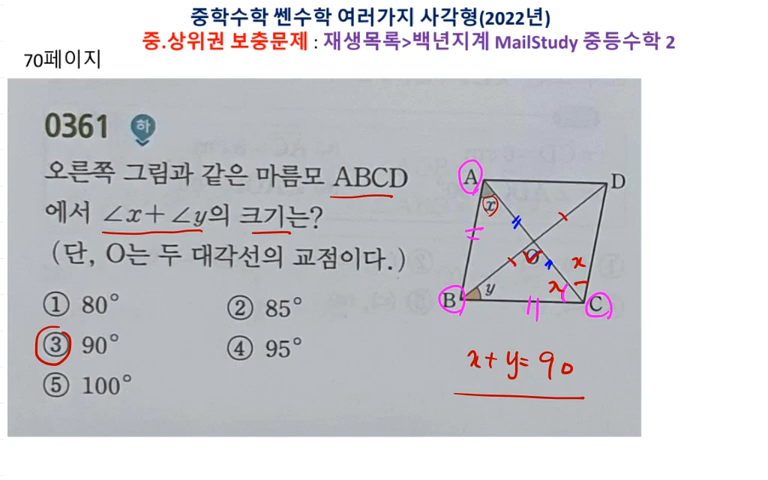 중학수학 쎈수학 여러가지 사각형(2022년)
중.상위권 보충문제 : 재생목록>백년지계 MailStudy 중등수학 2
70페이지
0361 하
오른쪽 그림과 같은 마름모 ABCD
에서 ∠x+∠y의 크기는?
(단, O는 두 대각선의 교점이다.)
① 80° ② 85°
③ 90° ④ 95°
⑤ 100°
A D
x
O x
B y x C
x+y=90